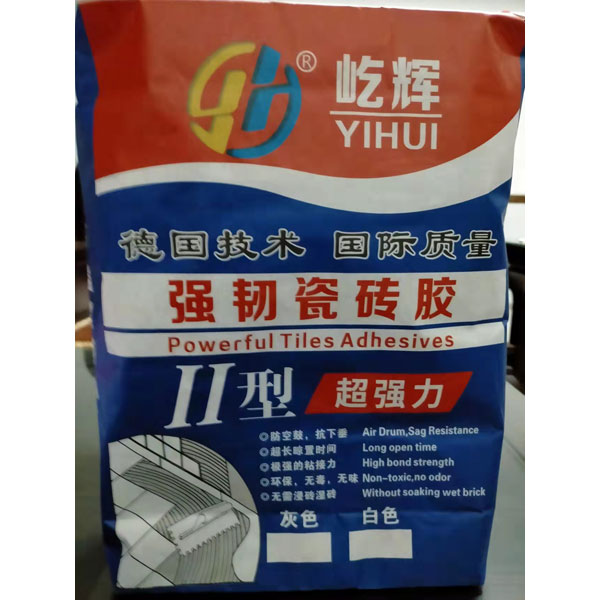 ®
屹辉
YIHUI
德国技术 国际质量
强韧瓷砖胶
Powerful Tiles Adhesives
II型 超强力
◎防空鼓，抗下垂 Air Drum,Sag Resistance
◎超长晾置时间 Long open time
◎极强的粘接力 High bond strength
◎环保、无毒，无味 Non-toxic,no odor
◎无需浸砖湿砖 Without soaking wet brick
灰色 白色